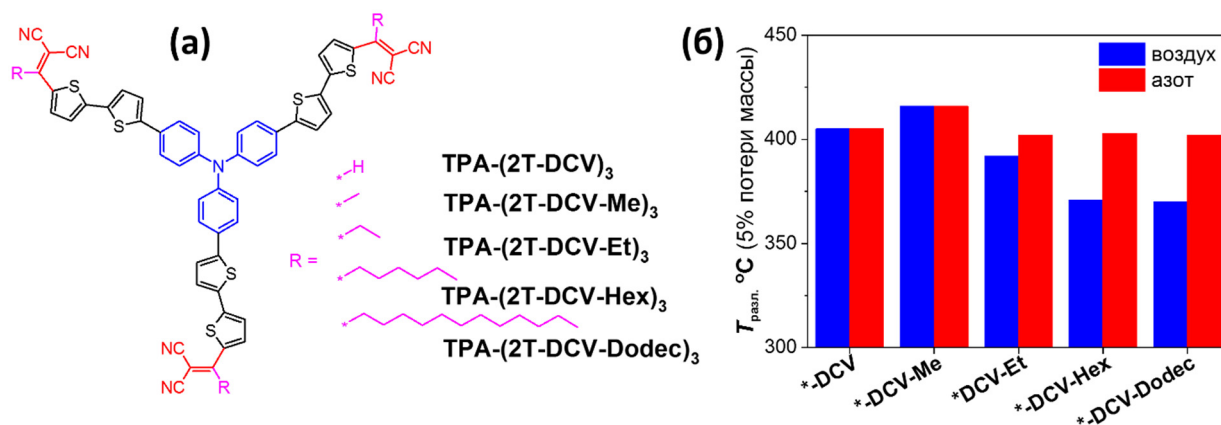 (а)
R
NC
CN
R
CN
CN
S
S
S
S
N
S
S
NC
NC
R
R =
*–H
*
*
*
*
TPA-(2T-DCV)3
TPA-(2T-DCV-Me)3
TPA-(2T-DCV-Et)3
TPA-(2T-DCV-Hex)3
TPA-(2T-DCV-Dodec)3
(б)
Tразл. °C (5% потери массы)
450
400
350
300
воздух
азот
*-DCV
*-DCV-Me
*DCV-Et
*-DCV-Hex
*-DCV-Dodec